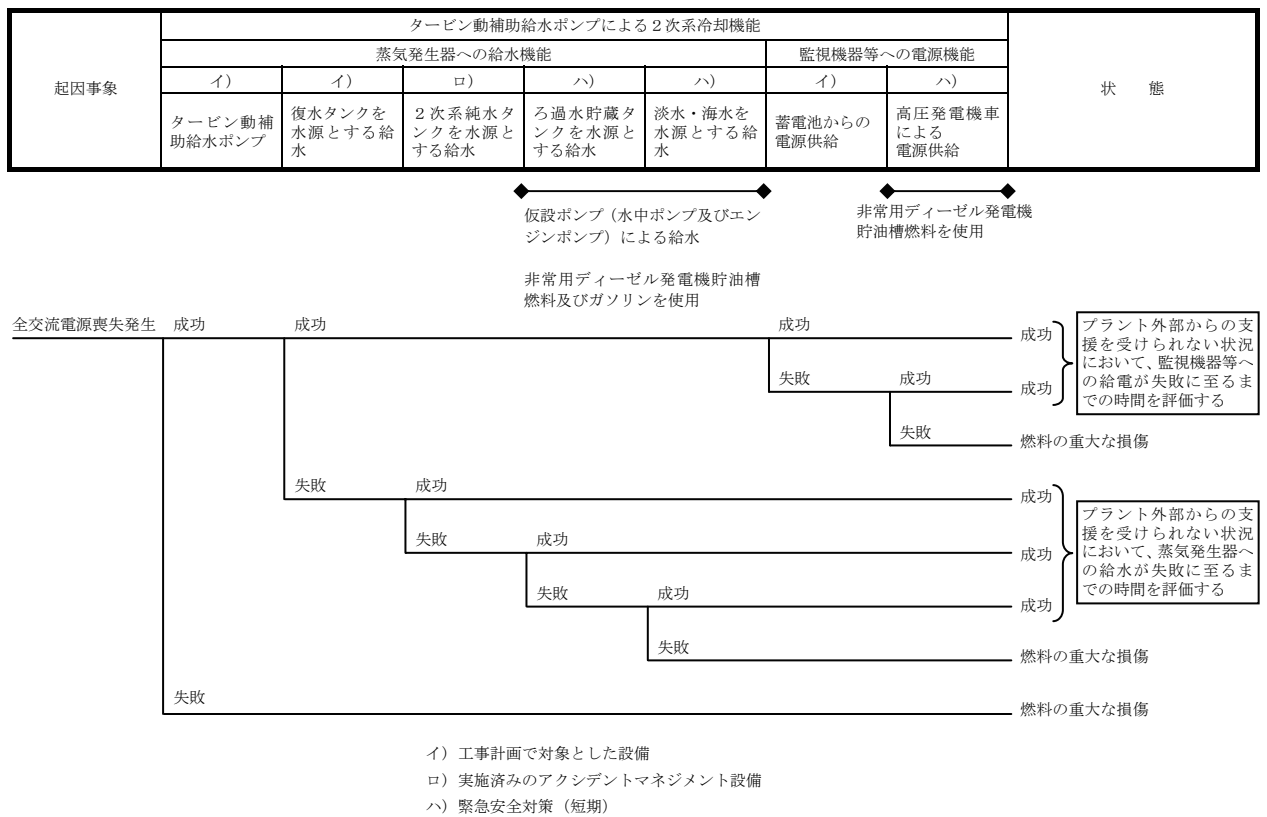 タービン動補助給水ポンプによる２次系冷却機能
蒸気発生器への給水機能
監視機器等への電源機能
起因事象
イ）
イ）
ロ）
ハ）
ハ）
イ）
ハ）
状　態
タービン動補
助給水ポンプ
復水タンクを
水源とする給
水
２次系純水タ
ンクを水源と
する給水
ろ過水貯蔵タ
ンクを水源と
する給水
淡水・海水を
水源とする給
水
蓄電池からの
電源供給
高圧発電機車
による
電源供給
仮設ポンプ（水中ポンプ及びエン
ジンポンプ）による給水
非常用ディーゼル発電機貯油槽
燃料及びガソリンを使用
非常用ディーゼル発電機
貯油槽燃料を使用
全交流電源喪失発生
成功
成功
成功
成功
失敗
成功
成功
失敗
燃料の重大な損傷
プラント外部からの支
援を受けられない状況
において、監視機器等へ
の給電が失敗に至るま
での時間を評価する
失敗
成功
成功
失敗
成功
成功
失敗
成功
成功
失敗
燃料の重大な損傷
プラント外部からの支
援を受けられない状況
において、蒸気発生器へ
の給水が失敗に至るま
での時間を評価する
失敗
燃料の重大な損傷
イ）工事計画で対象とした設備
ロ）実施済みのアクシデントマネジメント設備
ハ）緊急安全対策（短期）